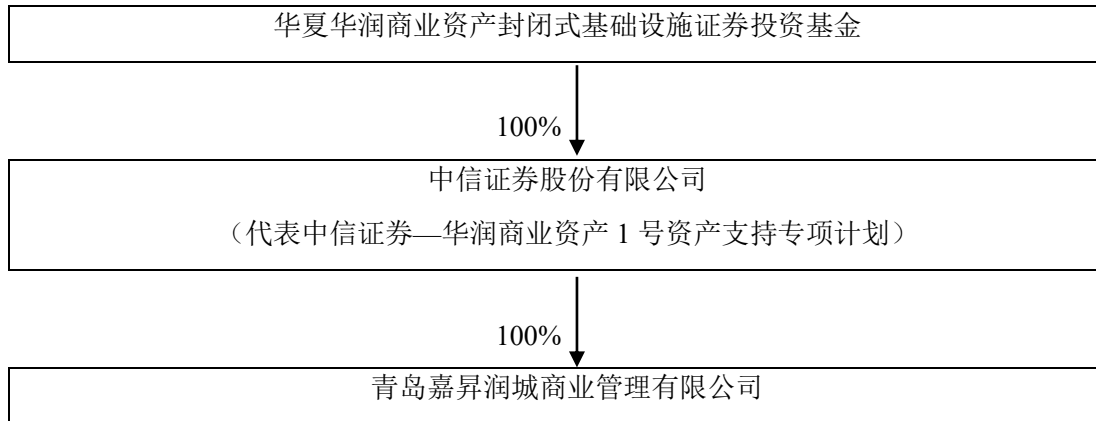 华夏华润商业资产封闭式基础设施证券投资基金
100%
中信证券股份有限公司
（代表中信证券—华润商业资产 1 号资产支持专项计划）
100%
青岛嘉昇润城商业管理有限公司